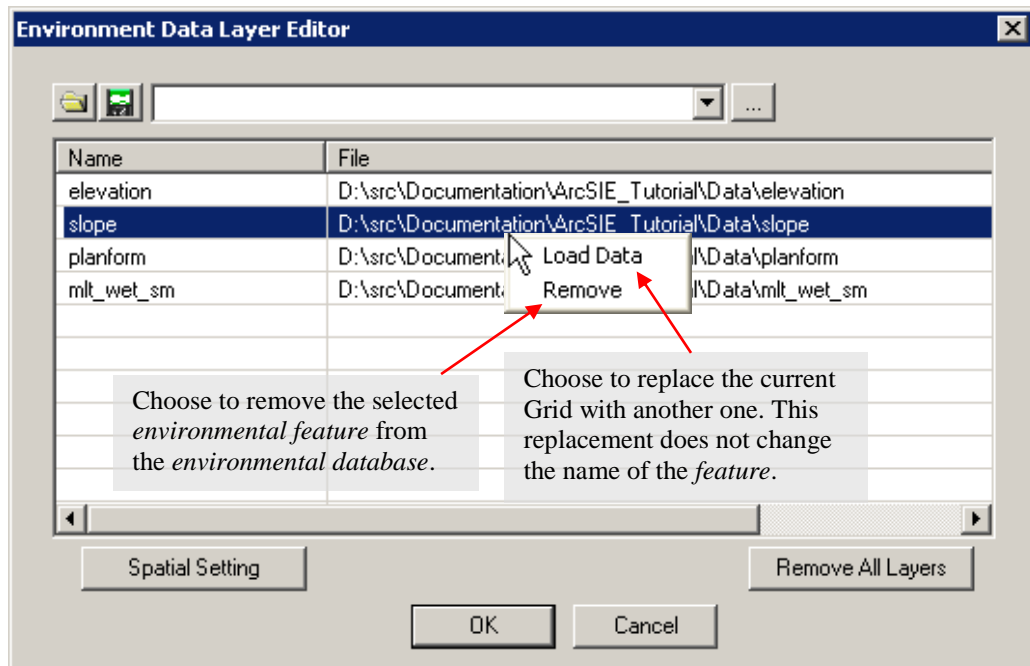 Environment Data Layer Editor
...
Name File
elevation D:\src\Documentation\ArcSIE_Tutorial\Data\elevation
slope D:\src\Documentation\ArcSIE_Tutorial\Data\slope
planform D:\src\Documenta l\Data\planform
mlt_wet_sm D:\src\Documenta l\Data\mlt_wet_sm
Load Data
Remove
Choose to remove the selected
environmental feature from
the environmental database.
Choose to replace the current
Grid with another one. This
replacement does not change
the name of the feature.
Spatial Setting
Remove All Layers
OK
Cancel